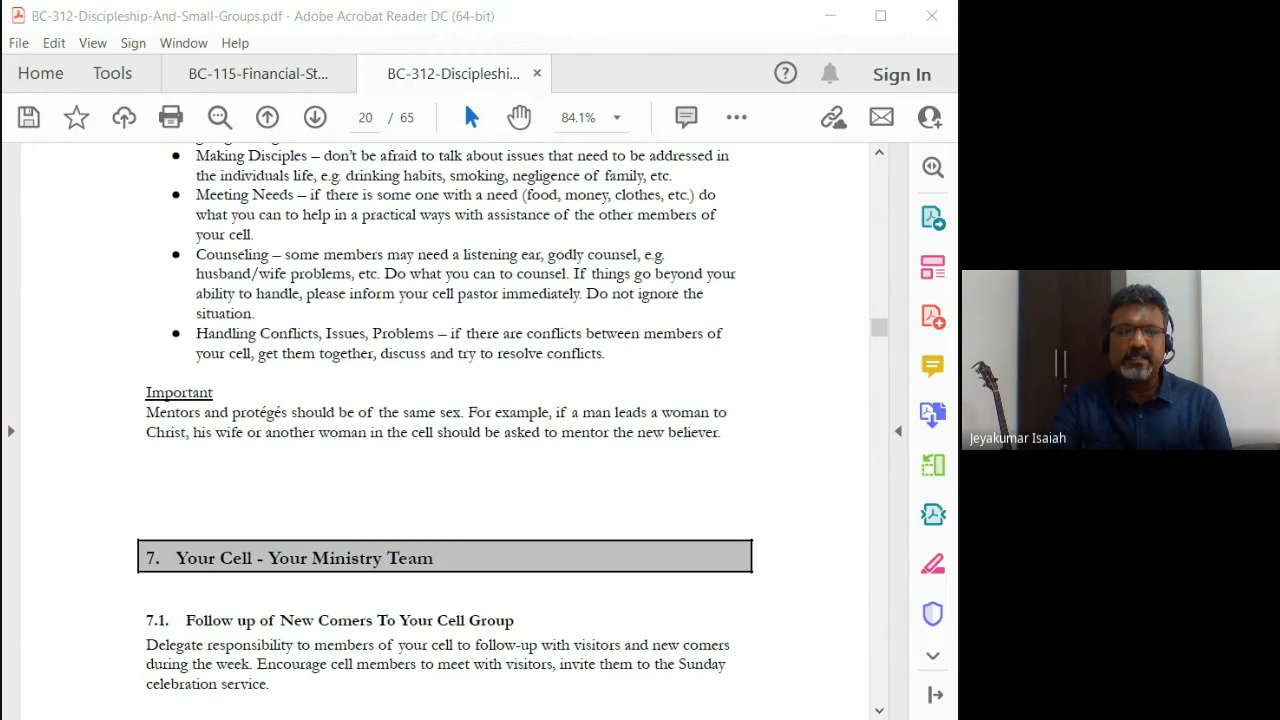 BC-312-Discipleship-And-Small-Groups.pdf - Adobe Acrobat Reader DC (64-bit)
File Edit View Sign Window Help
Home Tools BC-115-Financial-St... BC-312-Discipleshi... × Sign In
20 / 65 84.1%
● Making Disciples – don't be afraid to talk about issues that need to be addressed in
the individuals life, e.g. drinking habits, smoking, negligence of family, etc.
● Meeting Needs – if there is some one with a need (food, money, clothes, etc.) do
what you can to help in a practical ways with assistance of the other members of
your cell.
● Counseling – some members may need a listening ear, godly counsel, e.g.
husband/wife problems, etc. Do what you can to counsel. If things go beyond your
ability to handle, please inform your cell pastor immediately. Do not ignore the
situation.
● Handling Conflicts, Issues, Problems – if there are conflicts between members of
your cell, get them together, discuss and try to resolve conflicts.
Important
Mentors and protégés should be of the same sex. For example, if a man leads a woman to
Christ, his wife or another woman in the cell should be asked to mentor the new believer.
Jeyakumar Isaiah
7. Your Cell - Your Ministry Team
7.1. Follow up of New Comers To Your Cell Group
Delegate responsibility to members of your cell to follow-up with visitors and new comers
during the week. Encourage cell members to meet with visitors, invite them to the Sunday
celebration service.